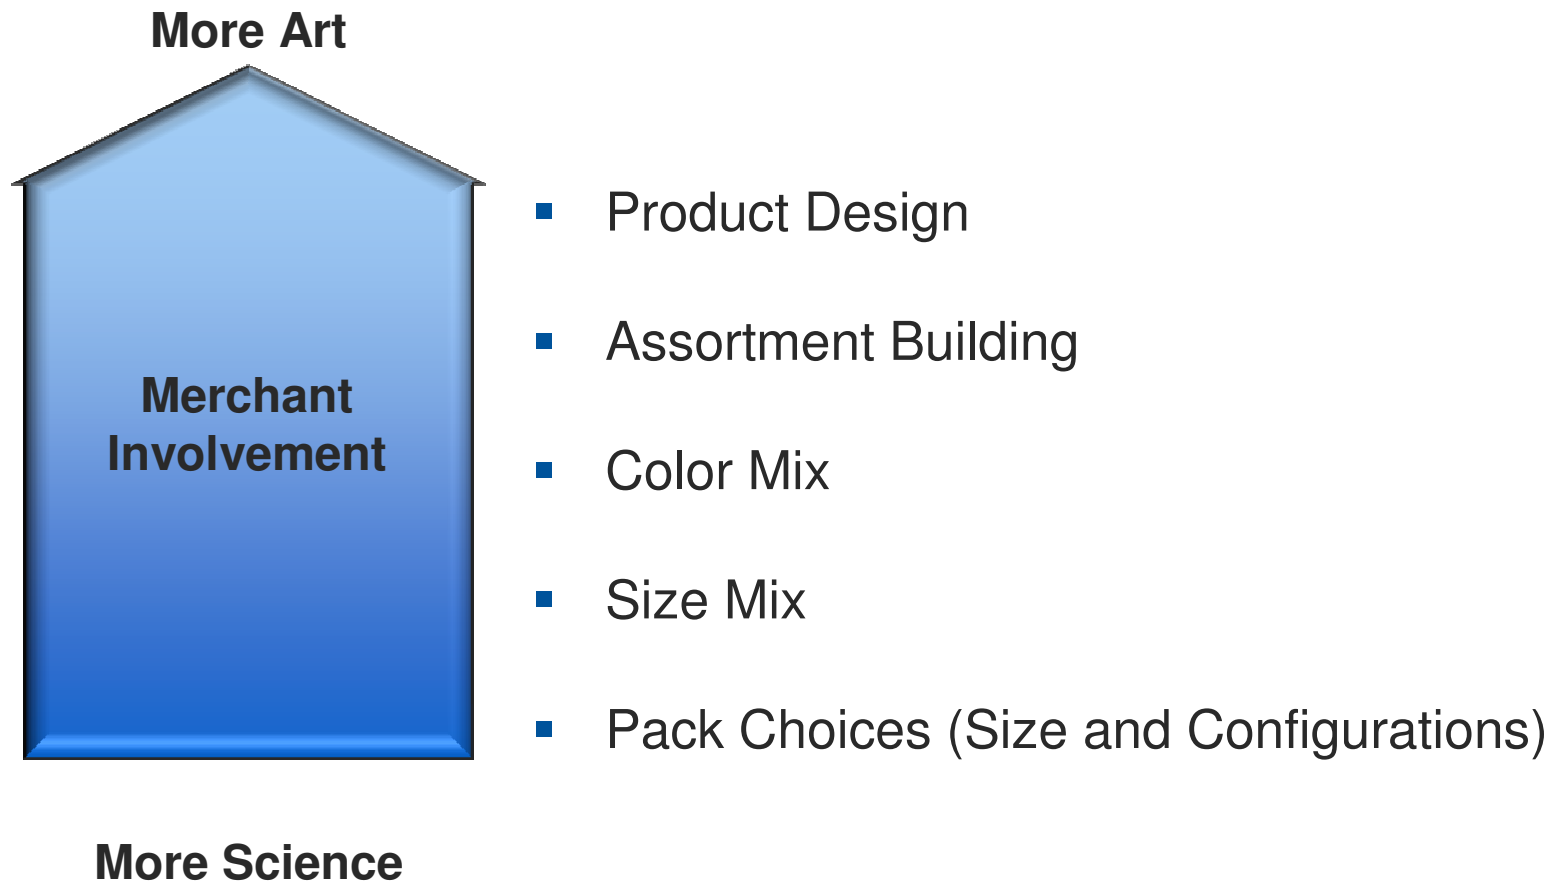 More Art
Product Design
Assortment Building
Merchant
Involvement
Color Mix
Size Mix
Pack Choices (Size and Configurations)
More Science